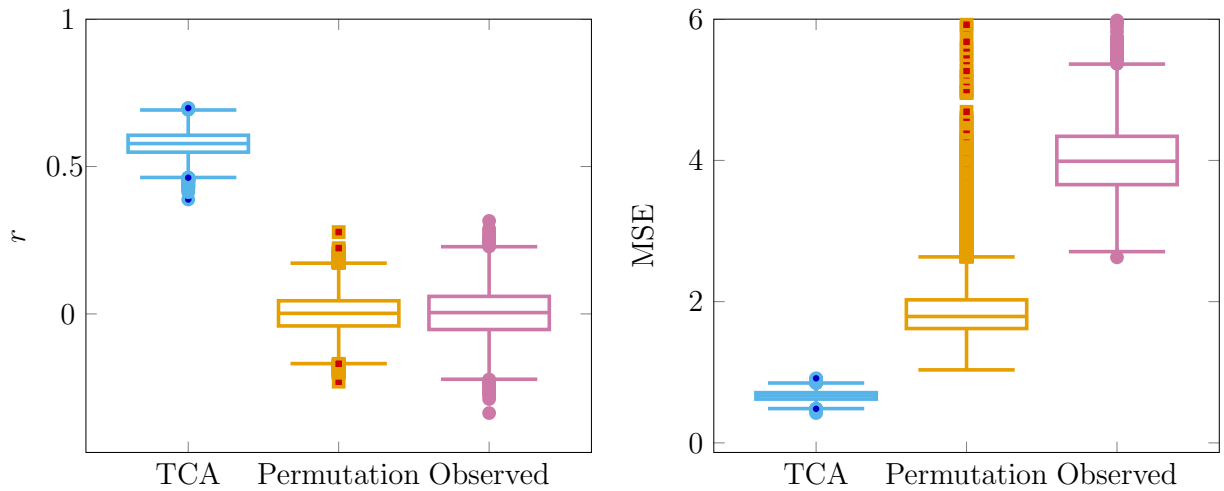 1
0.5
0
r
TCA Permutation Observed
6
4
2
0
MSE
TCA Permutation Observed